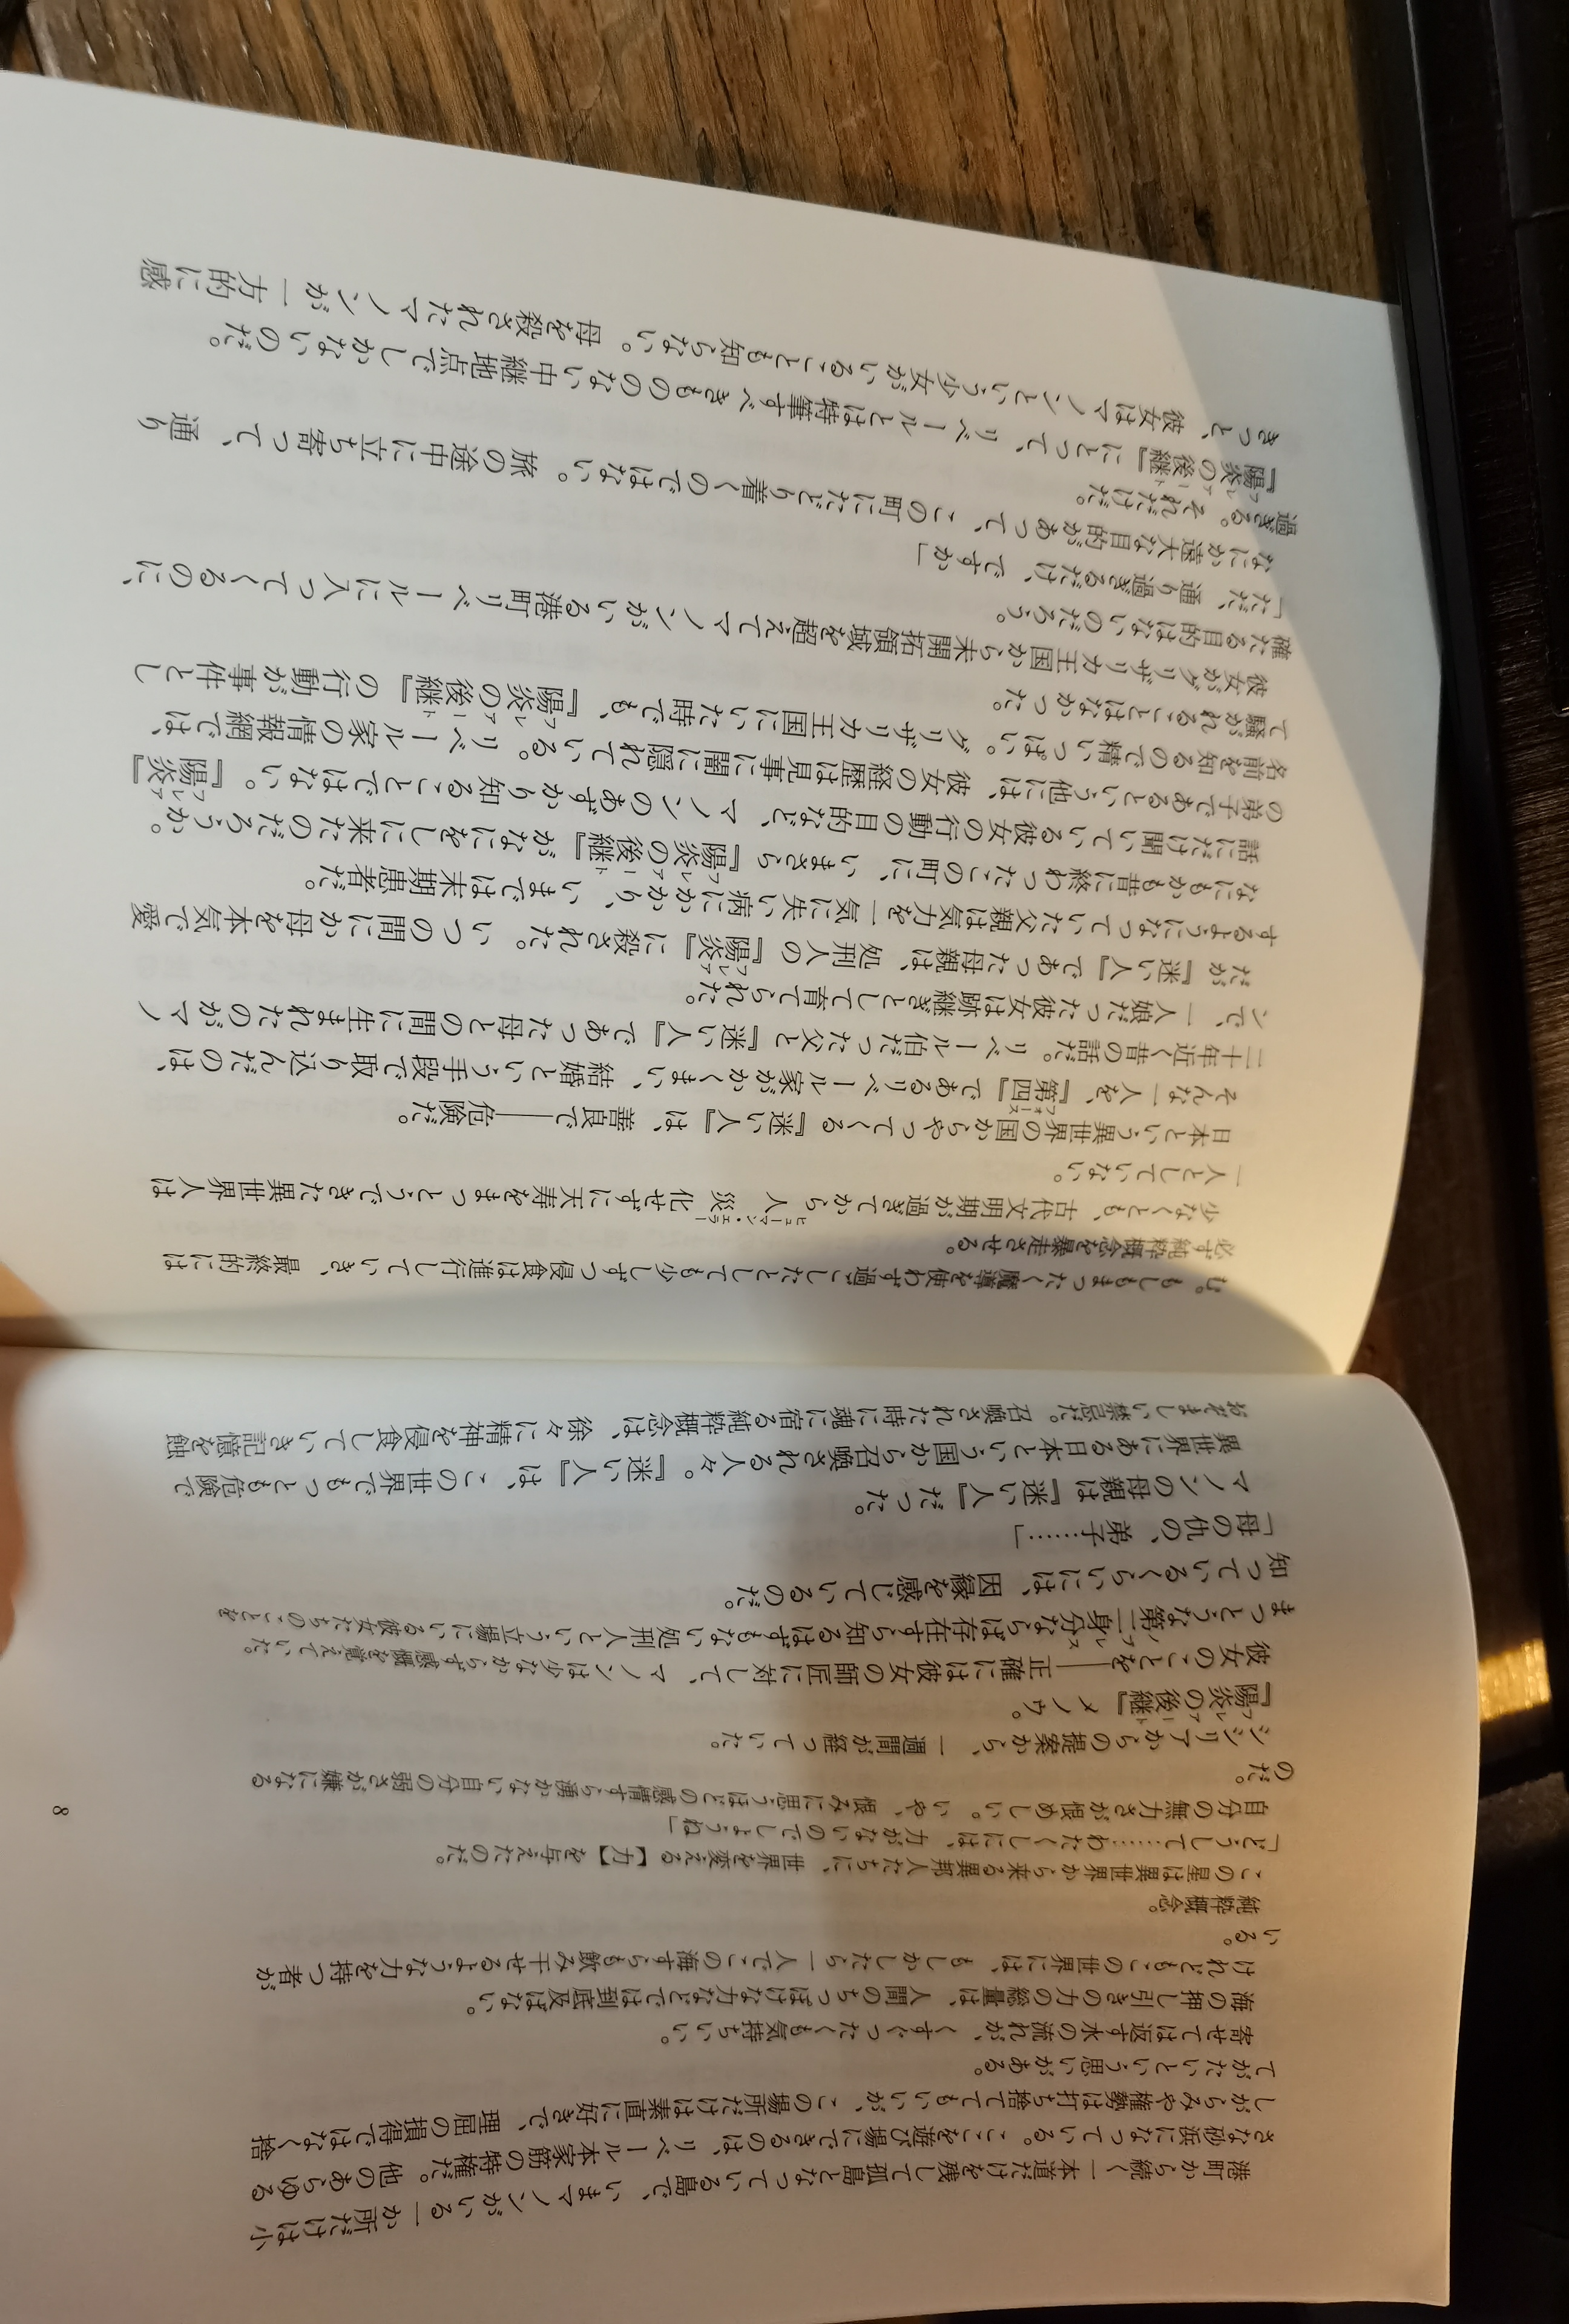 港町から続く一本道だけを残して孤島となっている島で、いまマノンがいる一か所だけは小
さな砂浜になっている。ここを遊び場にできるのは、リベール本家筋の特権だ。他のあらゆる
しがらみや権勢は打ち捨ててもいいが、この場所だけは素直に好きで、理屈の損得ではなく捨
てがたいという思いがある。
寄せては返す水の流れが、くすぐったくも気持ちいい。
海の押し引きの力の総量は、人間のちっぽけな力などでは到底及ばない。
けれどもこの世界には、もしかしたら一人でこの海すらも飲み干せるような力を持つ者が
いる。
純粋概念。
この星は異世界から来る異邦人たちに、世界を変える【力】を与えたのだ。
「どうして……わたくしには、力がないのでしょうね」
自分の無力さが恨めしい。いや、恨みに思うほどの感情すら湧かない自分の弱さが嫌になる
のだ。
シシリアからの提案から、一週間が経っていた。
『陽炎の後継』メノウ。
フレアート
彼女のことを――正確には彼女の師匠に対して、マノンは少なからず感慨を覚えていた。
まっとうな第二身分ならば存在すら知るはずもない処刑人という立場にいる彼女たちのことを
ノブレス
知っているくらいには、因縁を感じているのだ。
「母の仇の、弟子……」
マノンの母親は『迷い人』だった。
異世界にある日本という国から召喚される人々。『迷い人』は、この世界でもっとも危険で
おぞましい禁忌だ。召喚された時に魂に宿る純粋概念は、徐々に精神を侵食していき記憶を蝕
8
む。もしもまったく魔導を使わず過ごしたとしても少しずつ侵食は進行していき、最終的には
必ず純粋概念を暴走させる。
少なくとも、古代文明期が過ぎてから人災化せずに天寿をまっとうできた異世界人は
ヒューマン・エラー
一人としていない。
日本という異世界の国からやってくる『迷い人』は、善良で――危険だ。
そんな一人を、『第四』であるリベール家がかくまい、結婚という手段で取り込んだのは、
フォース
二十年近く昔の話だ。リベール伯だった父と『迷い人』であった母との間に生まれたのがマノ
ンで、一人娘だった彼女は跡継ぎとして育てられた。
だが『迷い人』であった母親は、処刑人の『陽炎』に殺された。いつの間にか母を本気で愛
フレア
するようになっていた父親は気力を一気に失い病にかかり、いまでは末期患者だ。
なにもかも昔に終わったこの町に、いまさら『陽炎の後継』がなにをしに来たのだろうか。
フレアート
話にだけ聞いている彼女の行動の目的など、マノンのあずかり知ることではない。『陽炎』
フレア
の弟子であるという他には、彼女の経歴は見事に闇に隠れている。リベール家の情報網では、
名前を知るので精いっぱい。グリザリカ王国にいた時でも、『陽炎の後継』の行動が事件とし
フレアート
て騒がれることはなかった。
彼女がグリザリカ王国から未開拓領域を超えてマノンがいる港町リベールに入ってくるのに、
確たる目的はないのだろう。
「ただ、通り過ぎるだけ、ですか」
なにか遠大な目的があって、この町にたどり着くのではない。旅の途中に立ち寄って、通り
過ぎる。それだけだ。
『陽炎の後継』にとって、リベールとは特筆すべきもののない中継地点でしかないのだ。
フレアート
きっと、彼女はマノンという少女がいることも知らない。母を殺されたマノンが一方的に感